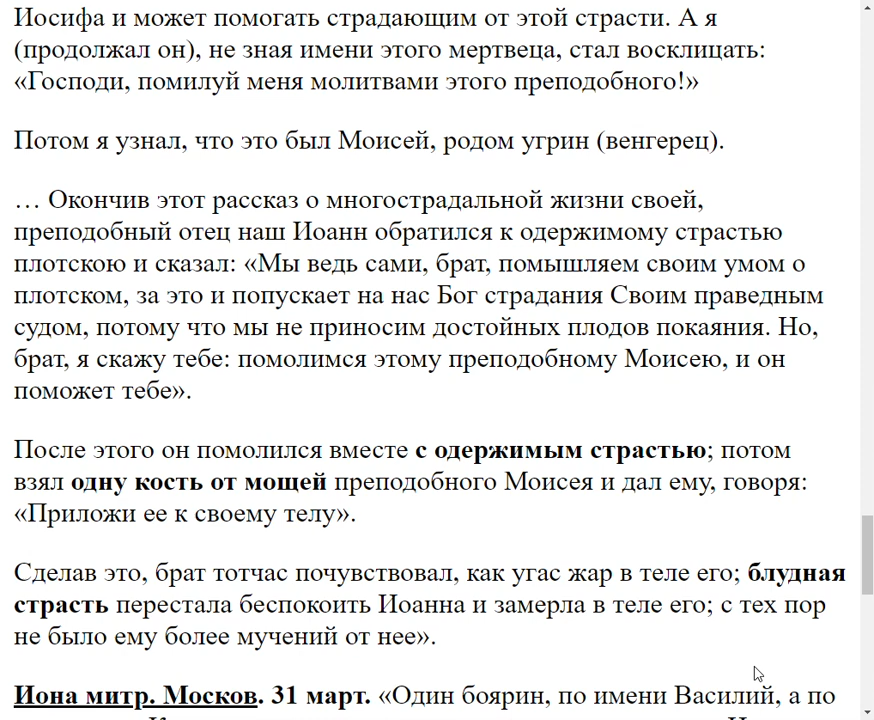 Иосифа и может помогать страдающим от этой страсти. А я
(продолжал он), не зная имени этого мертвеца, стал восклицать:
«Господи, помилуй меня молитвами этого преподобного!»
Потом я узнал, что это был Моисей, родом угрин (венгерец).
… Окончив этот рассказ о многострадальной жизни своей,
преподобный отец наш Иоанн обратился к одержимому страстью
плотскою и сказал: «Мы ведь сами, брат, помышляем своим умом о
плотском, за это и попускает на нас Бог страдания Своим праведным
судом, потому что мы не приносим достойных плодов покаяния. Но,
брат, я скажу тебе: помолимся этому преподобному Моисею, и он
поможет тебе».
После этого он помолился вместе с одержимым страстью; потом
взял одну кость от мощей преподобного Моисея и дал ему, говоря:
«Приложи ее к своему телу».
Сделав это, брат тотчас почувствовал, как угас жар в теле его; блудная
страсть перестала беспокоить Иоанна и замерла в теле его; с тех пор
не было ему более мучений от нее».
Иона митр. Москов. 31 март. «Один боярин, по имени Василий, а по